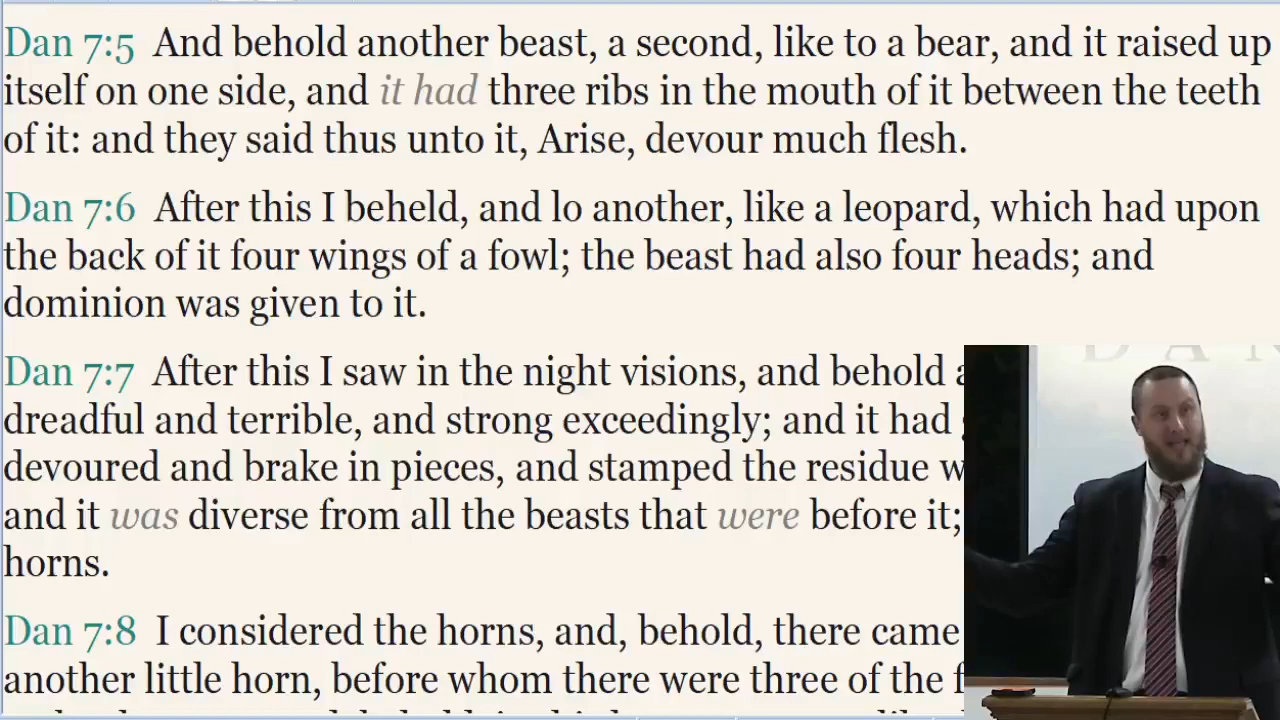 Dan 7:5 And behold another beast, a second, like to a bear, and it raised up
itself on one side, and it had three ribs in the mouth of it between the teeth
of it: and they said thus unto it, Arise, devour much flesh.
Dan 7:6 After this I beheld, and lo another, like a leopard, which had upon
the back of it four wings of a fowl; the beast had also four heads; and
dominion was given to it.
Dan 7:7 After this I saw in the night visions, and behold a
dreadful and terrible, and strong exceedingly; and it had
devoured and brake in pieces, and stamped the residue w
and it was diverse from all the beasts that were before it;
horns.
Dan 7:8 I considered the horns, and, behold, there came
another little horn, before whom there were three of the f
DAN